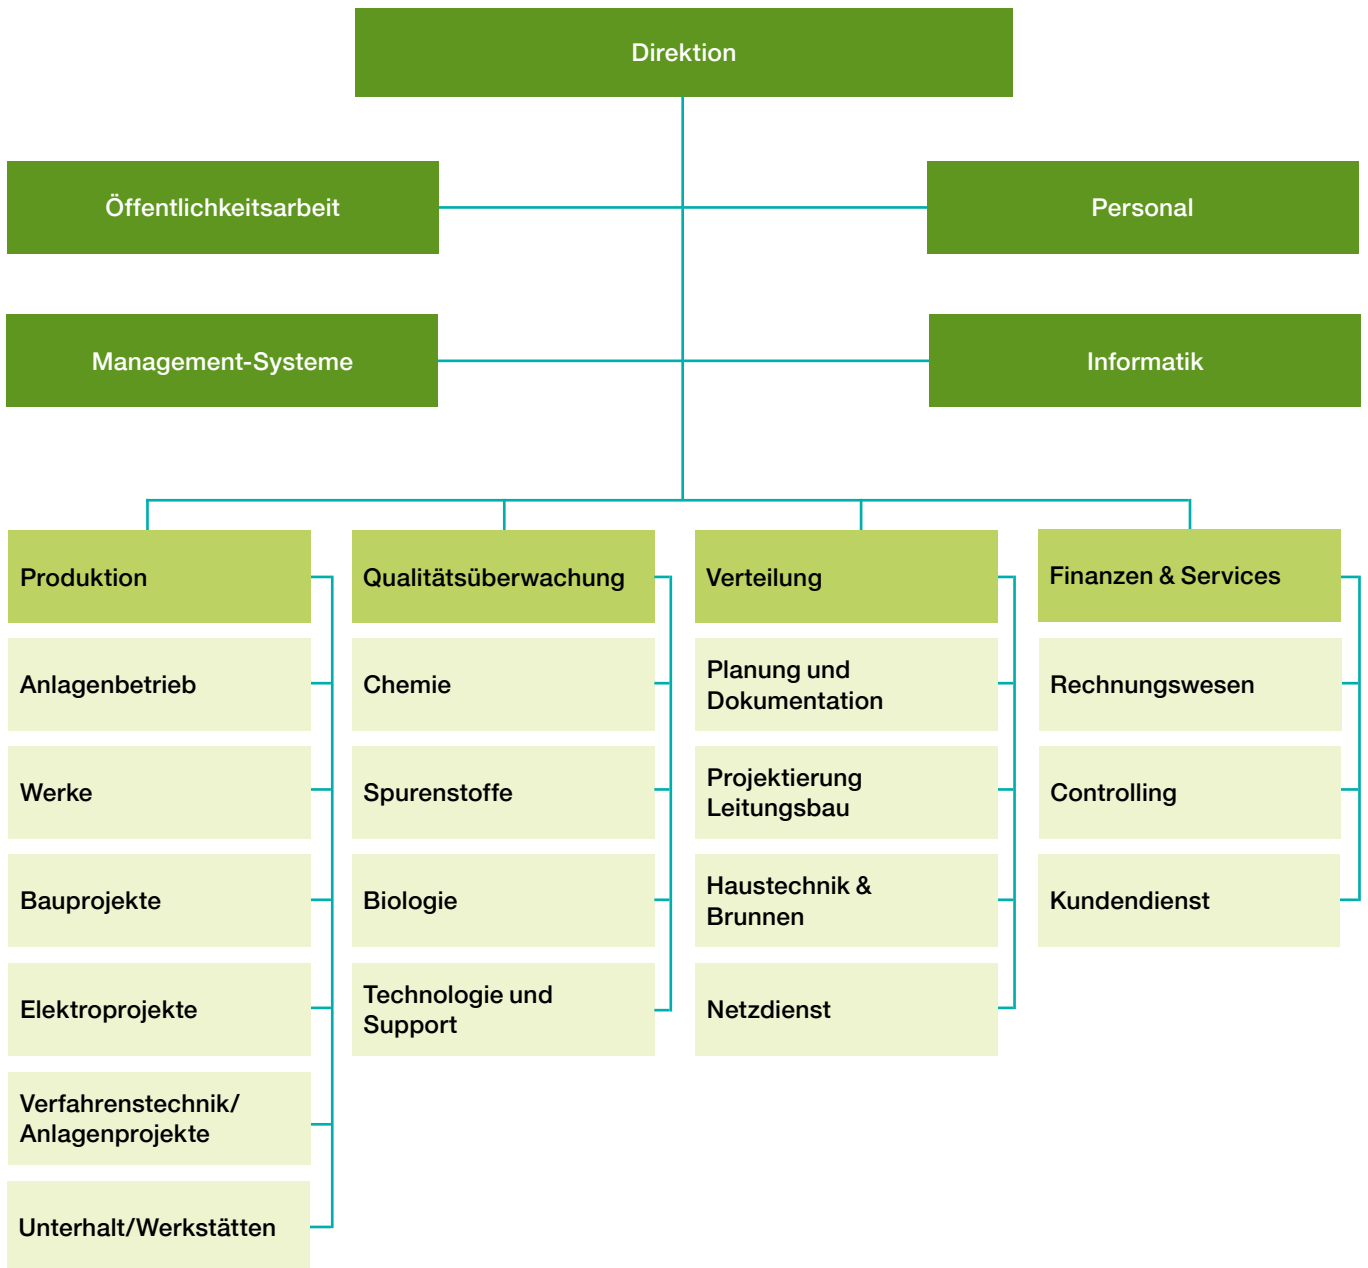 Direktion
Öffentlichkeitsarbeit
Personal
Management-Systeme
Informatik
Produktion
Anlagenbetrieb
Werke
Bauprojekte
Elektroprojekte
Verfahrenstechnik/
Anlagenprojekte
Unterhalt/Werkstätten
Qualitätsüberwachung
Chemie
Spurenstoffe
Biologie
Technologie und
Support
Verteilung
Planung und
Dokumentation
Projektierung
Leitungsbau
Haustechnik &
Brunnen
Netzdienst
Finanzen & Services
Rechnungswesen
Controlling
Kundendienst